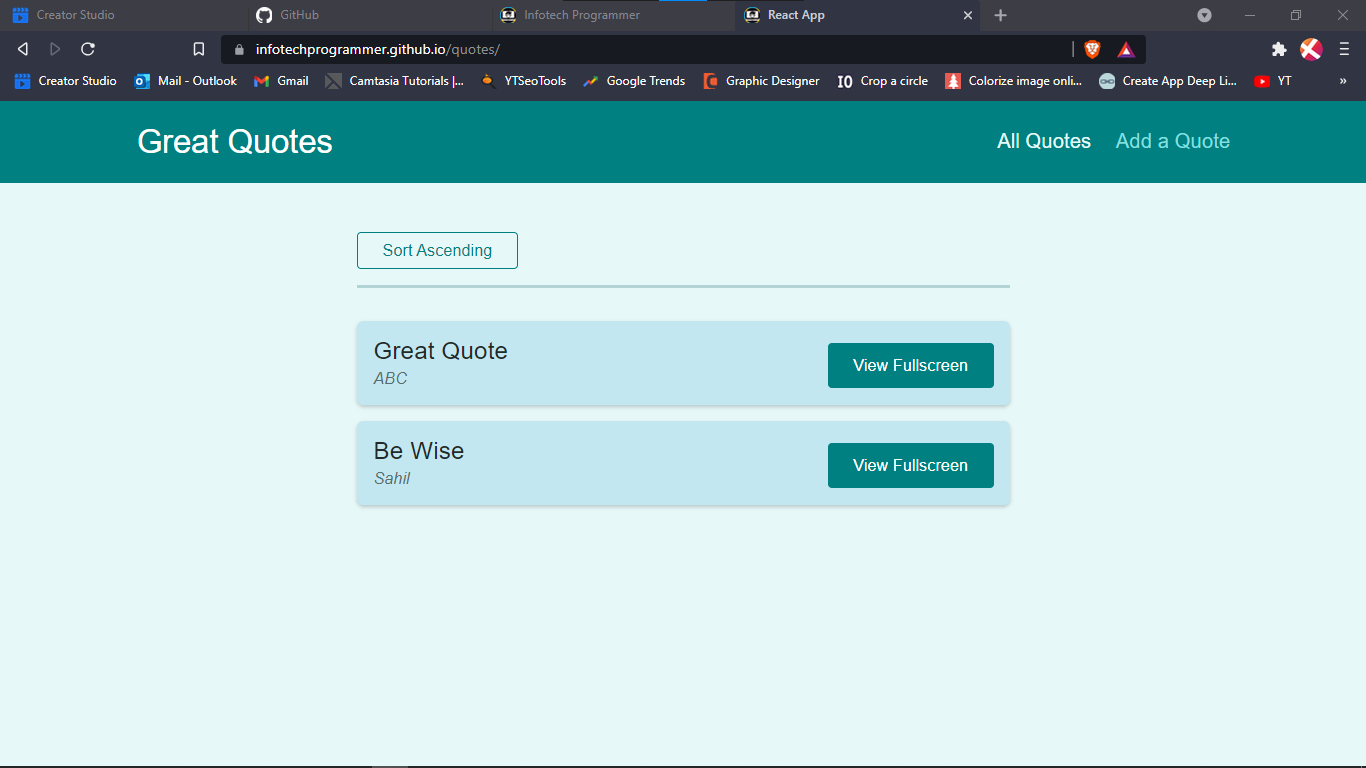 Creator Studio GitHub Infotech Programmer React App
infotechprogrammer.github.io/quotes/
Creator Studio Mail - Outlook Gmail Camtasia Tutorials |... YTSeoTools Google Trends Graphic Designer IO Crop a circle Colorize image onli... Create App Deep Li... YT »
Great Quotes All Quotes Add a Quote
Sort Ascending
Great Quote
ABC
View Fullscreen
Be Wise
Sahil
View Fullscreen